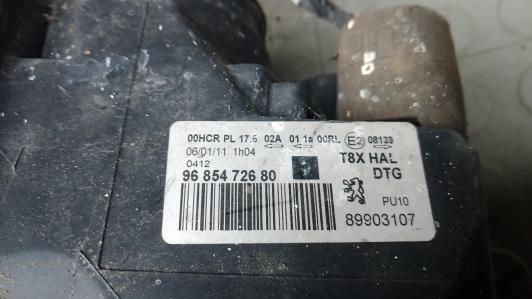 00HCR PL 17.5 02A 01 1a 00RL E2 08139
06/01/11 1h04
0412
T8X HAL
96 854 726 80
DTG
PU10
89903107